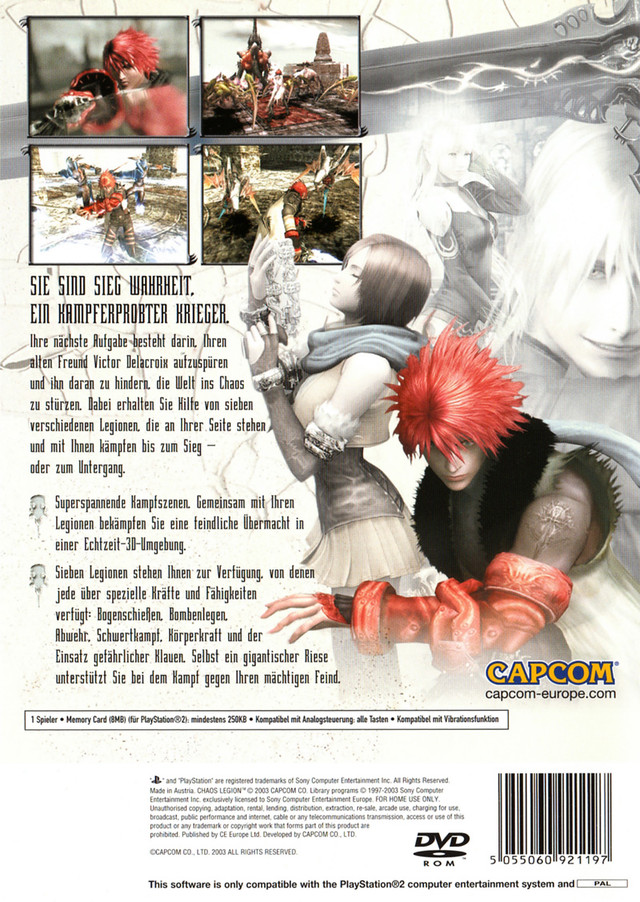 SIE SIND SIEG WAHRHEIT,
EIN KAMPFERPROBTER KRIEGER.
Ihre nächste Aufgabe besteht darin, Ihren
alten Freund Victor Delacroix aufzuspüren
und ihn daran zu hindern, die Welt ins Chaos
zu stürzen. Dabei erhalten Sie Hilfe von sieben
verschiedenen Legionen, die an Ihrer Seite stehen
und mit Ihnen kämpfen bis zum Sieg –
oder zum Untergang.
Superspannende Kampfszenen. Gemeinsam mit Ihren
Legionen bekämpfen Sie eine feindliche Übermacht in
einer Echtzeit-3D-Umgebung.
Sieben Legionen stehen Ihnen zur Verfügung, von denen
jede über spezielle Kräfte und Fähigkeiten
verfügt: Bogenschießen, Bombenlegen,
Abwehr, Schwertkampf, Körperkraft und der
Einsatz gefährlicher Klauen. Selbst ein gigantischer Riese
unterstützt Sie bei dem Kampf gegen Ihren mächtigen Feind.
CAPCOM®
capcom-europe.com
1 Spieler • Memory Card (8MB) (für PlayStation®2): mindestens 250KB • Kompatibel mit Analogsteuerung: alle Tasten • Kompatibel mit Vibrationsfunktion
" " and "PlayStation" are registered trademarks of Sony Computer Entertainment Inc. All Rights Reserved.
Made in Austria. CHAOS LEGION™ © 2003 CAPCOM CO. Library programs © 1997-2003 Sony Computer
Entertainment Inc. exclusively licensed to Sony Computer Entertainment Europe. FOR HOME USE ONLY.
Unauthorised copying, adaptation, rental, lending, distribution, extraction, re-sale, arcade use, charging for use,
broadcast, public performance and internet, cable or any telecommunications transmission, access or use of this
product or any trademark or copyright work that forms part of this product are
prohibited. Published by CE Europe Ltd. Developed by CAPCOM CO., LTD.
©CAPCOM CO., LTD. 2003 ALL RIGHTS RESERVED.
DVD
ROM
5 055060 921197
This software is only compatible with the PlayStation®2 computer entertainment system and PAL